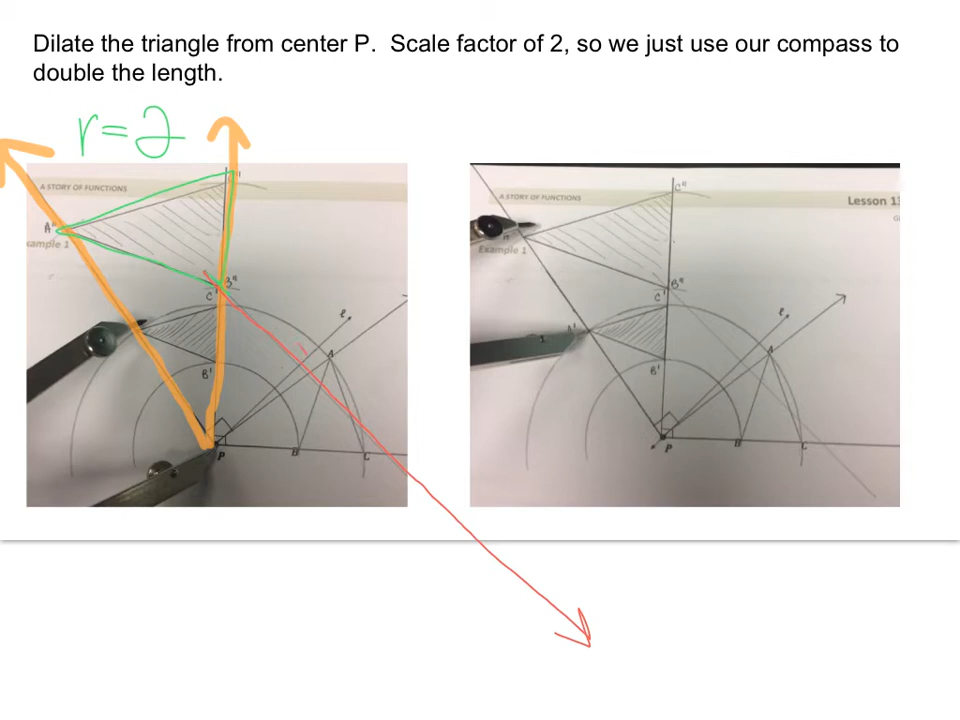 Dilate the triangle from center P.  Scale factor of 2, so we just use our compass to
double the length.
r=2
A STORY OF FUNCTIONS
A"
ample 1
B"
C'
ℓ
A
B'
P
B
C
C"
A STORY OF FUNCTIONS
Lesson 13
Example 1
B"
C'
ℓ
A'
A
B'
P
B
C